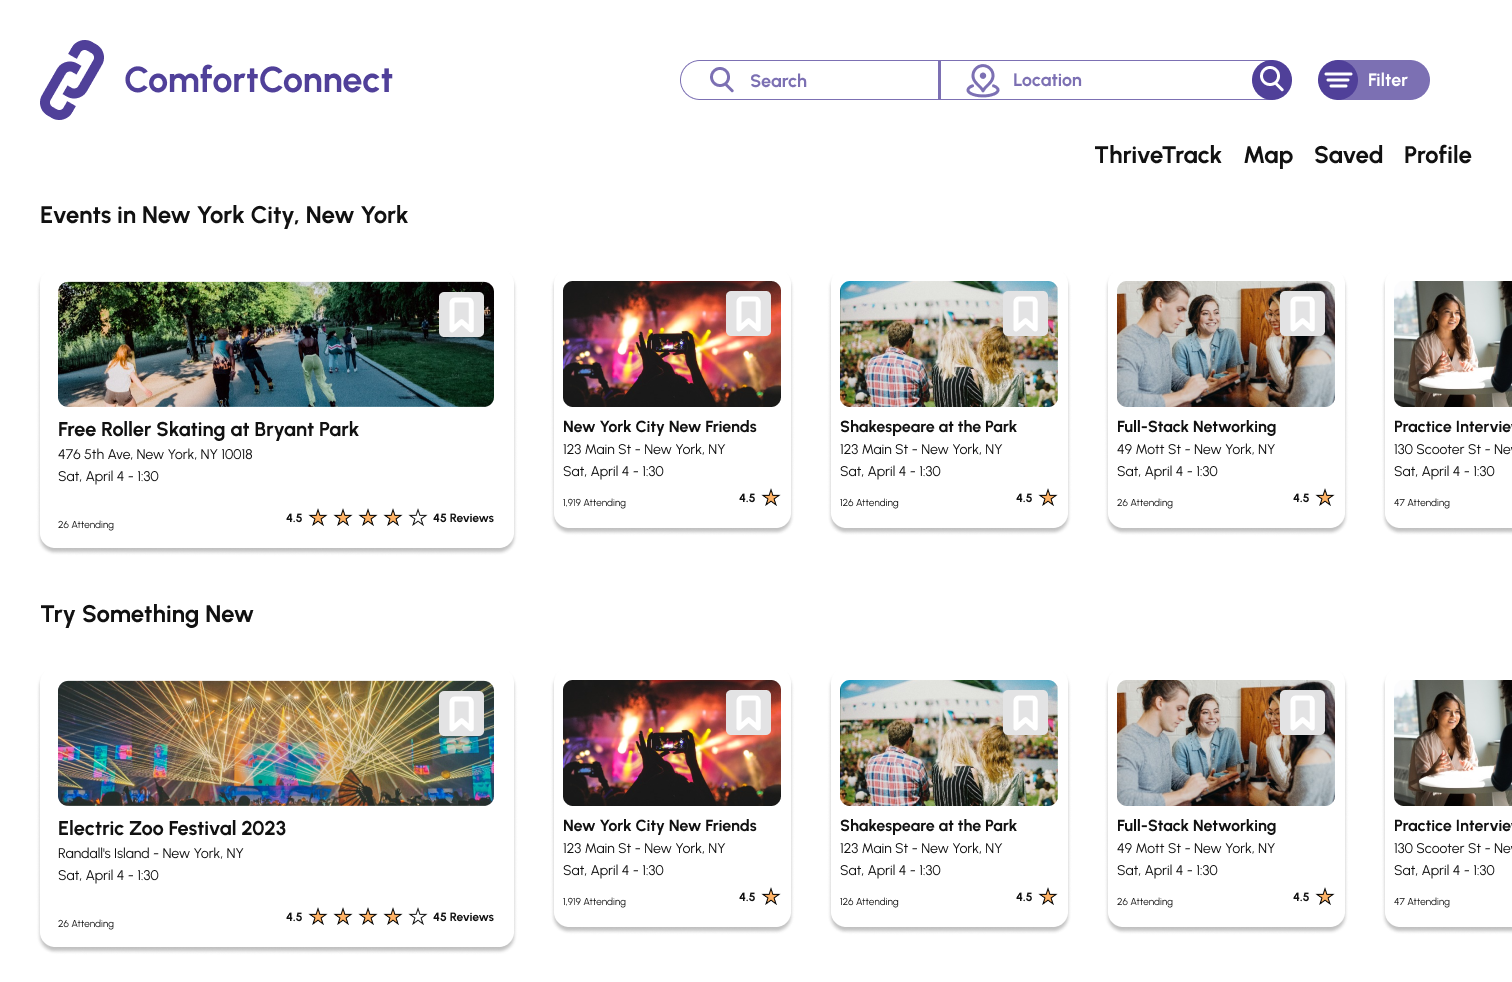 ComfortConnect
Search
Location
Filter
ThriveTrack Map Saved Profile
Events in New York City, New York
Free Roller Skating at Bryant Park
476 5th Ave, New York, NY 10018
Sat, April 4 - 1:30
26 Attending
4.5
45 Reviews
New York City New Friends
123 Main St - New York, NY
Sat, April 4 - 1:30
1,919 Attending
4.5
Shakespeare at the Park
123 Main St - New York, NY
Sat, April 4 - 1:30
126 Attending
4.5
Full-Stack Networking
49 Mott St - New York, NY
Sat, April 4 - 1:30
26 Attending
4.5
Practice
130 Scooter St -
Sat, April 4 - 1:30
47 Attending
Try Something New
Electric Zoo Festival 2023
Randall's Island - New York, NY
Sat, April 4 - 1:30
26 Attending
4.5
45 Reviews
New York City New Friends
123 Main St - New York, NY
Sat, April 4 - 1:30
1,919 Attending
4.5
Shakespeare at the Park
123 Main St - New York, NY
Sat, April 4 - 1:30
126 Attending
4.5
Full-Stack Networking
49 Mott St - New York, NY
Sat, April 4 - 1:30
26 Attending
4.5
Practice
130 Scooter St -
Sat, April 4 - 1:30
47 Attending